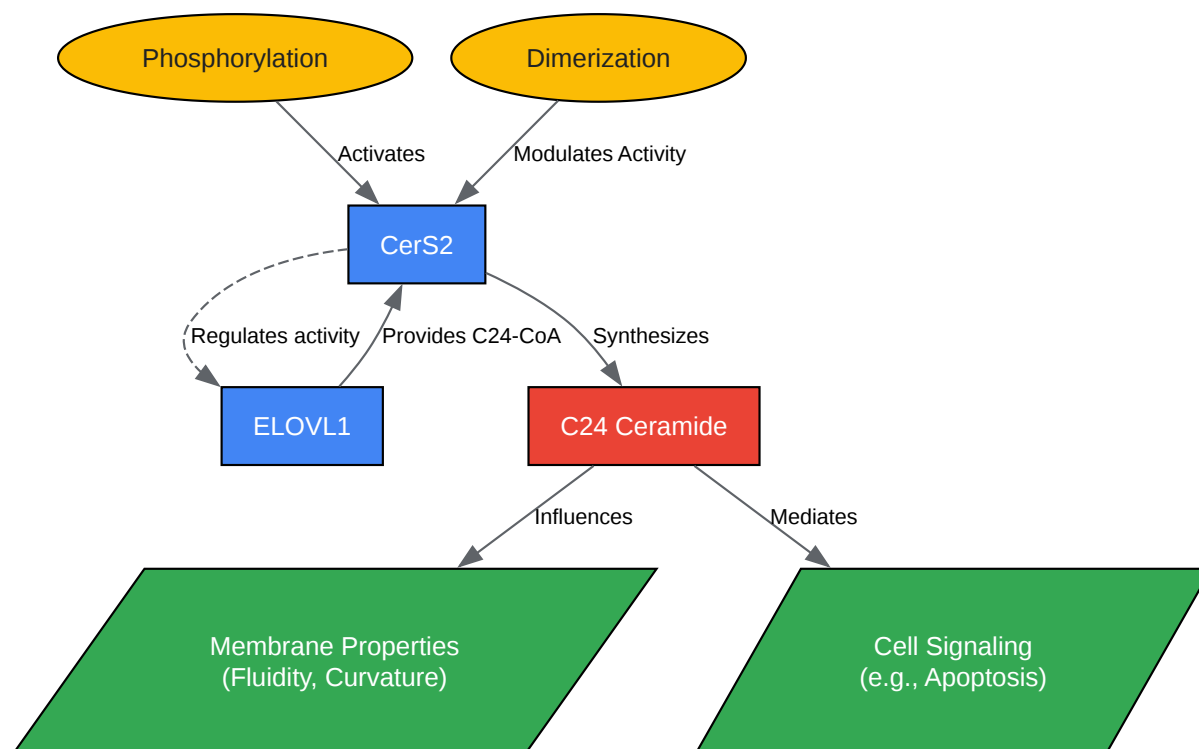 Phosphorylation
Dimerization
Activates
Modulates Activity
CerS2
Regulates activity
Provides C24-CoA
Synthesizes
ELOVL1
C24 Ceramide
Influences
Mediates
Membrane Properties
(Fluidity, Curvature)
Cell Signaling
(e.g., Apoptosis)